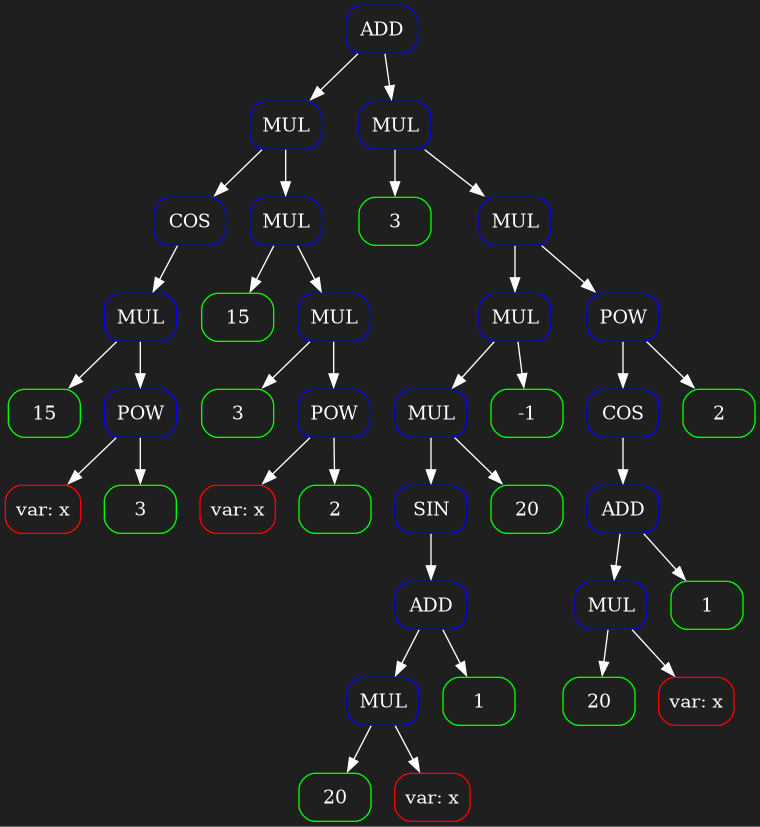 ADD
MUL MUL
COS MUL 3 MUL
MUL 15 MUL MUL POW
15 POW 3 POW MUL -1 COS 2
var: x 3 var: x 2 SIN 20 ADD
ADD MUL 1
MUL 1 20 var: x
20 var: x